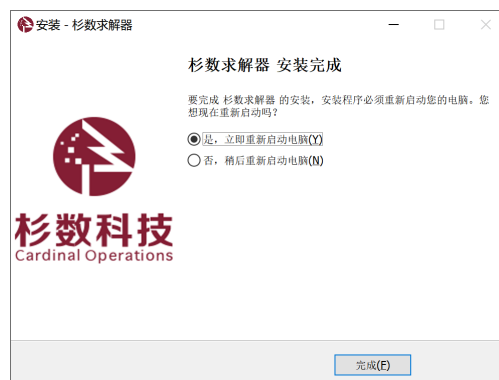 安装 - 杉数求解器
杉数求解器 安装完成
要完成 杉数求解器 的安装，安装程序必须重新启动您的电脑。您
想现在重新启动吗？
是，立即重新启动电脑(Y)
否，稍后重新启动电脑(N)
杉数科技
Cardinal Operations
完成(F)